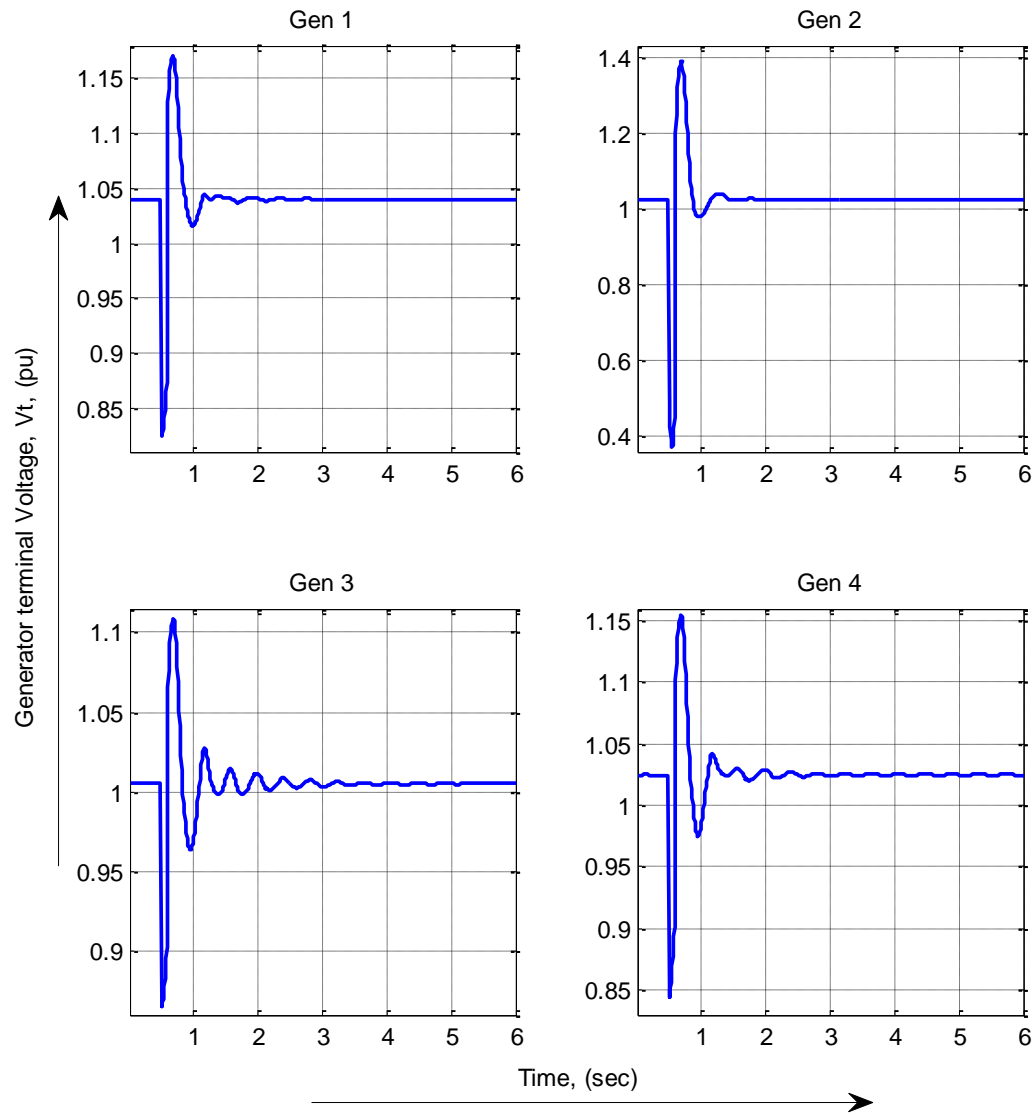 Gen 1
1.15
1.1
1.05
1
0.95
0.9
0.85
1 2 3 4 5 6
Gen 2
1.4
1.2
1
0.8
0.6
0.4
1 2 3 4 5 6
Generator terminal Voltage, Vt, (pu)
Gen 3
1.1
1.05
1
0.95
0.9
1 2 3 4 5 6
Gen 4
1.15
1.1
1.05
1
0.95
0.9
0.85
1 2 3 4 5 6
Time, (sec)